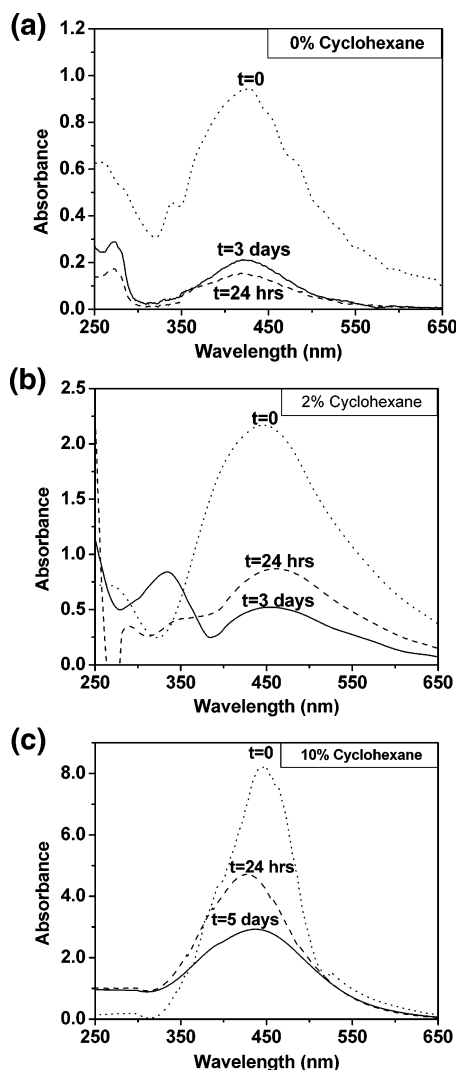 (a)
0% Cyclohexane
1.2
1.0
0.8
0.6
0.4
0.2
0.0
Absorbance
t=0
t=3 days
t=24 hrs
250 350 450 550 650
Wavelength (nm)
(b)
2% Cyclohexane
2.5
2.0
1.5
1.0
0.5
0.0
Absorbance
t=0
t=24 hrs
t=3 days
250 350 450 550 650
Wavelength (nm)
(c)
10% Cyclohexane
8.0
6.0
4.0
2.0
0.0
Absorbance
t=0
t=24 hrs
t=5 days
250 350 450 550 650
Wavelength (nm)